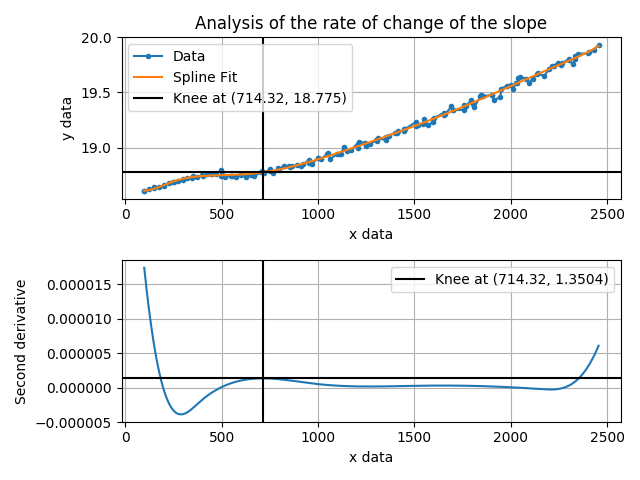 Analysis of the rate of change of the slope
20.0
19.5
19.0
y data
Data
Spline Fit
Knee at (714.32, 18.775)
0
500
1000
1500
2000
2500
x data
0.000015
0.000010
0.000005
0.000000
−0.000005
Second derivative
Knee at (714.32, 1.3504)
0
500
1000
1500
2000
2500
x data